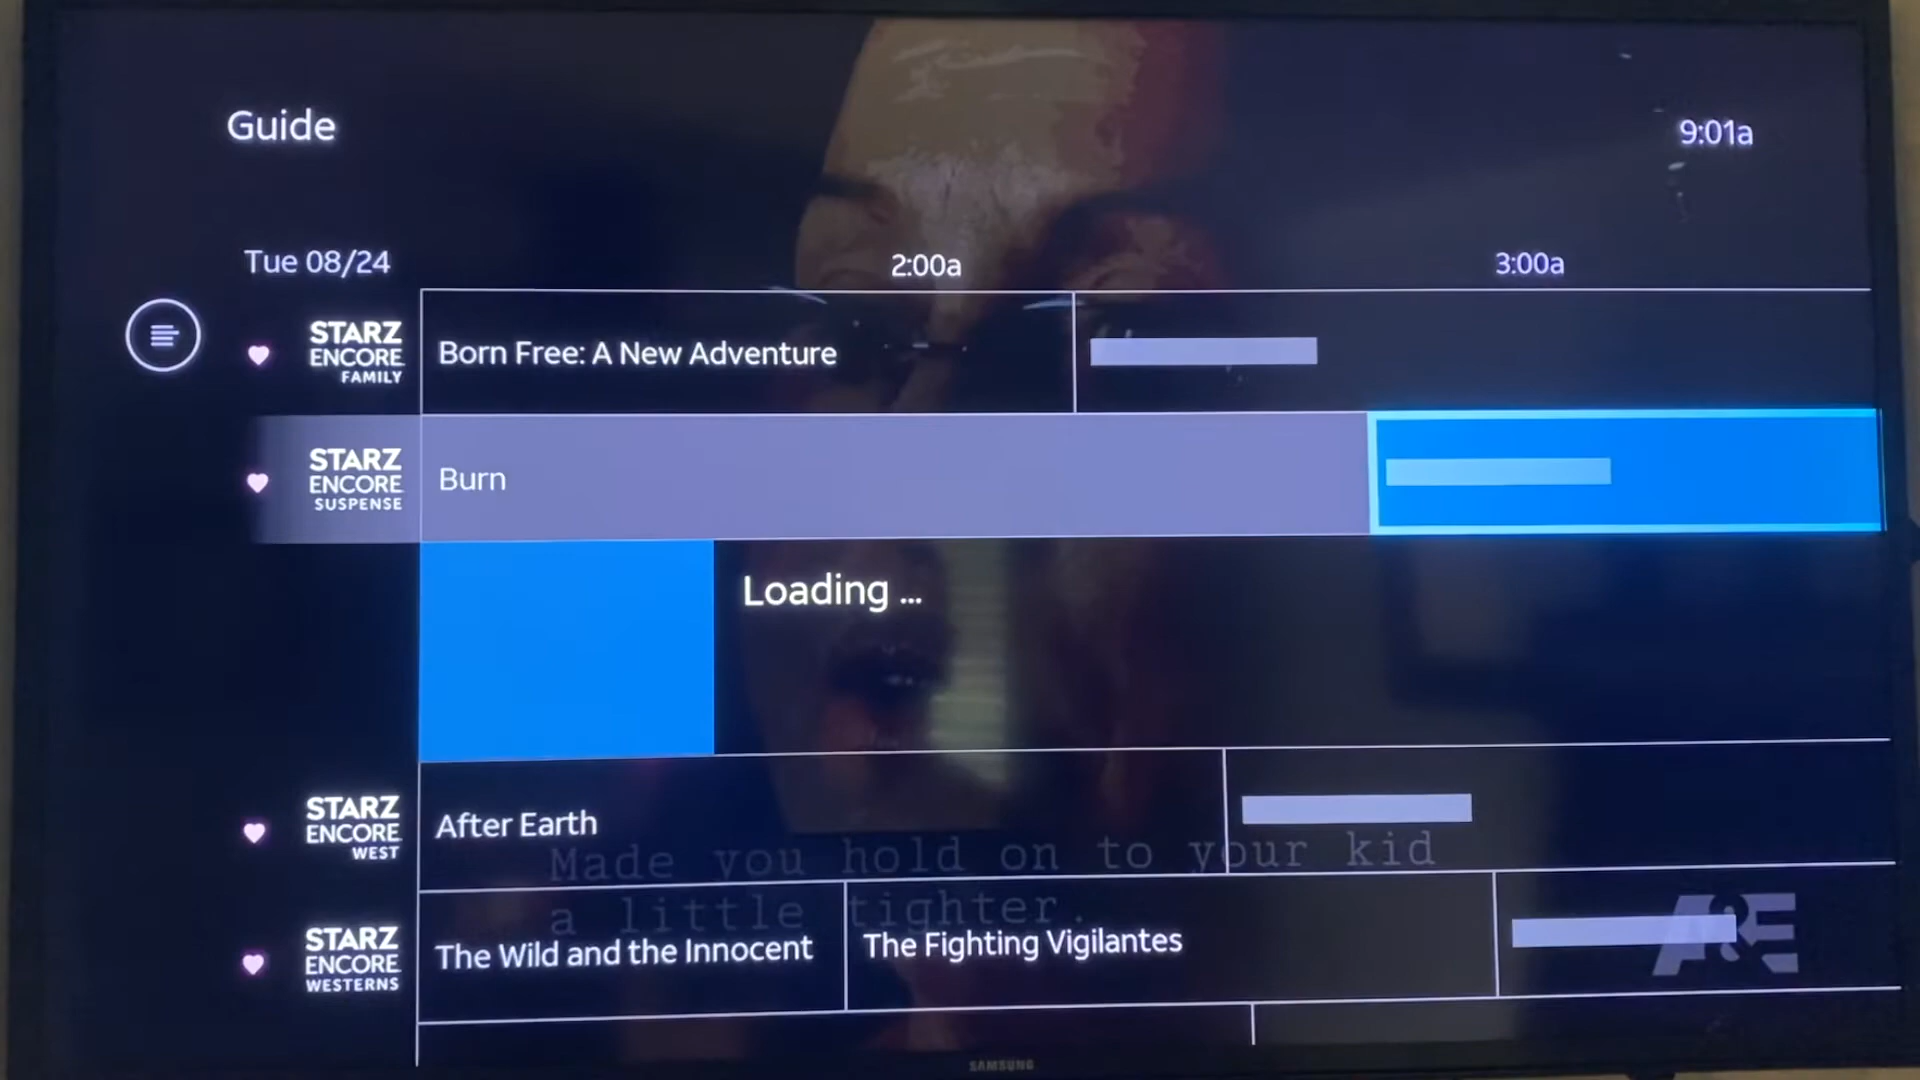 Guide
9:01a
Tue 08/24
2:00a
3:00a
STARZ
ENCORE
FAMILY
Born Free: A New Adventure
STARZ
ENCORE
SUSPENSE
Burn
Loading ...
STARZ
ENCORE
WEST
After Earth
Made you hold on to your kid
a little tighter.
STARZ
ENCORE
WESTERNS
The Wild and the Innocent
The Fighting Vigilantes
A&E
SAMSUNG